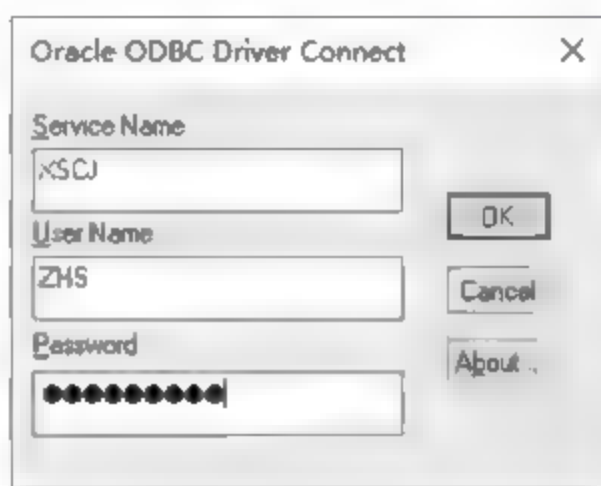 Oracle ODBC Driver Connect
Service Name
XSCJ
OK
User Name
ZHS
Cancel
Password
About...
●●●●●●●●●